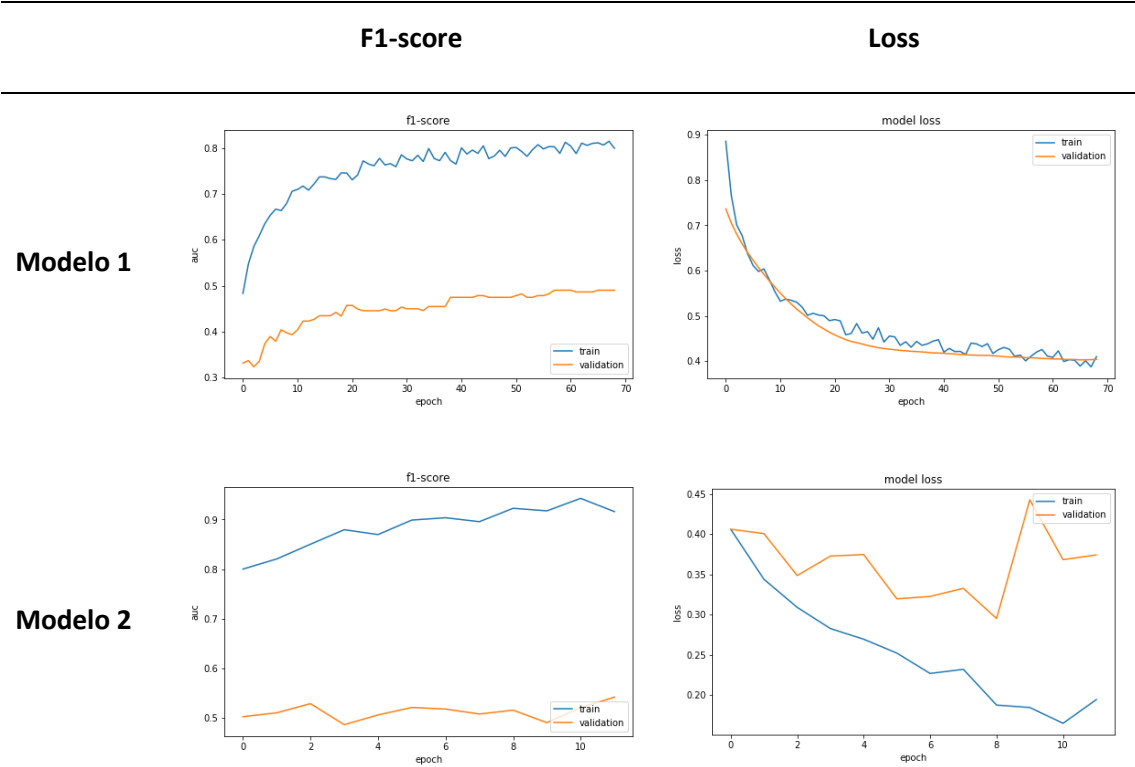 F1-score Loss
Modelo 1
f1-score
auc
0.8
0.7
0.6
0.5
0.4
0.3
0 10 20 30 40 50 60 70
epoch
train
validation
model loss
loss
0.9
0.8
0.7
0.6
0.5
0.4
0 10 20 30 40 50 60 70
epoch
train
validation
Modelo 2
f1-score
auc
0.9
0.8
0.7
0.6
0.5
0 2 4 6 8 10
epoch
train
validation
model loss
loss
0.45
0.40
0.35
0.30
0.25
0.20
0 2 4 6 8 10
epoch
train
validation